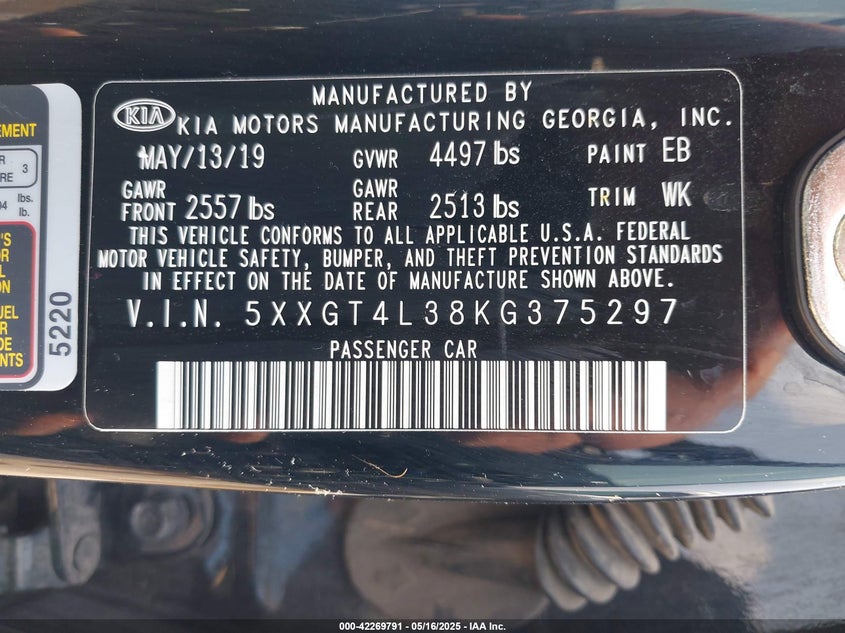 MANUFACTURED BY
KIA KIA MOTORS MANUFACTURING GEORGIA, INC.
MAY/13/19 GVWR 4497 lbs PAINT EB
GAWR FRONT 2557 lbs GAWR REAR 2513 lbs TRIM WK
THIS VEHICLE CONFORMS TO ALL APPLICABLE U.S.A. FEDERAL
MOTOR VEHICLE SAFETY, BUMPER, AND THEFT PREVENTION STANDARDS
IN EFFECT ON THE DATE OF MANUFACTURE SHOWN ABOVE.
V.I.N. 5XXGT4L38KG375297
PASSENGER CAR
5220
3
lbs.
lb.
000-42269791 — 05/16/2025 — IAA Inc.